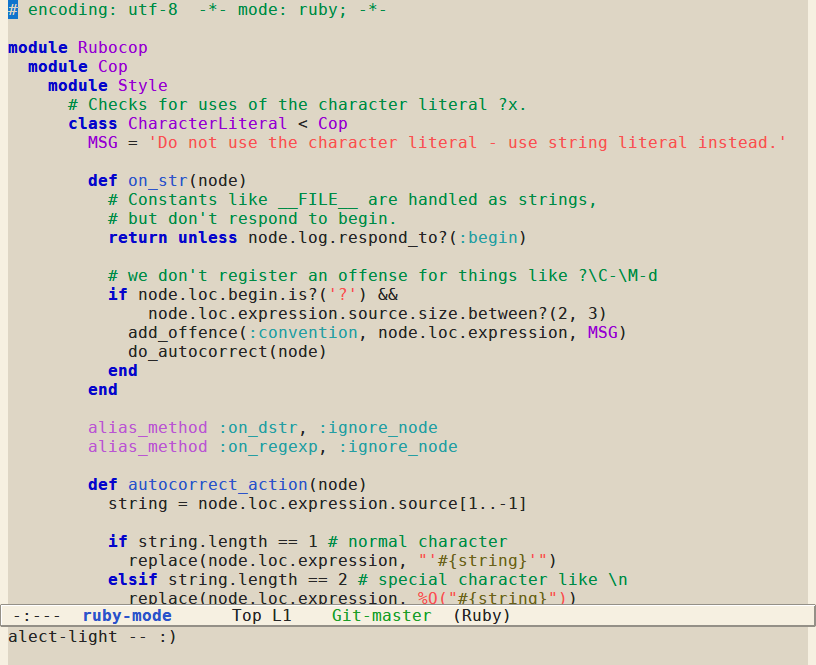 # encoding: utf-8  -*- mode: ruby; -*-

module Rubocop
  module Cop
    module Style
      # Checks for uses of the character literal ?x.
      class CharacterLiteral < Cop
        MSG = 'Do not use the character literal - use string literal instead.'

        def on_str(node)
          # Constants like __FILE__ are handled as strings,
          # but don't respond to begin.
          return unless node.log.respond_to?(:begin)

          # we don't register an offense for things like ?\C-\M-d
          if node.loc.begin.is?('?') &&
              node.loc.expression.source.size.between?(2, 3)
            add_offence(:convention, node.loc.expression, MSG)
            do_autocorrect(node)
          end
        end

        alias_method :on_dstr, :ignore_node
        alias_method :on_regexp, :ignore_node

        def autocorrect_action(node)
          string = node.loc.expression.source[1..-1]

          if string.length == 1 # normal character
            replace(node.loc.expression, "'#{string}'")
          elsif string.length == 2 # special character like \n
            replace(node.loc.expression, %Q("#{string}"))
-:---  ruby-mode      Top L1    Git-master  (Ruby)
alect-light -- :)